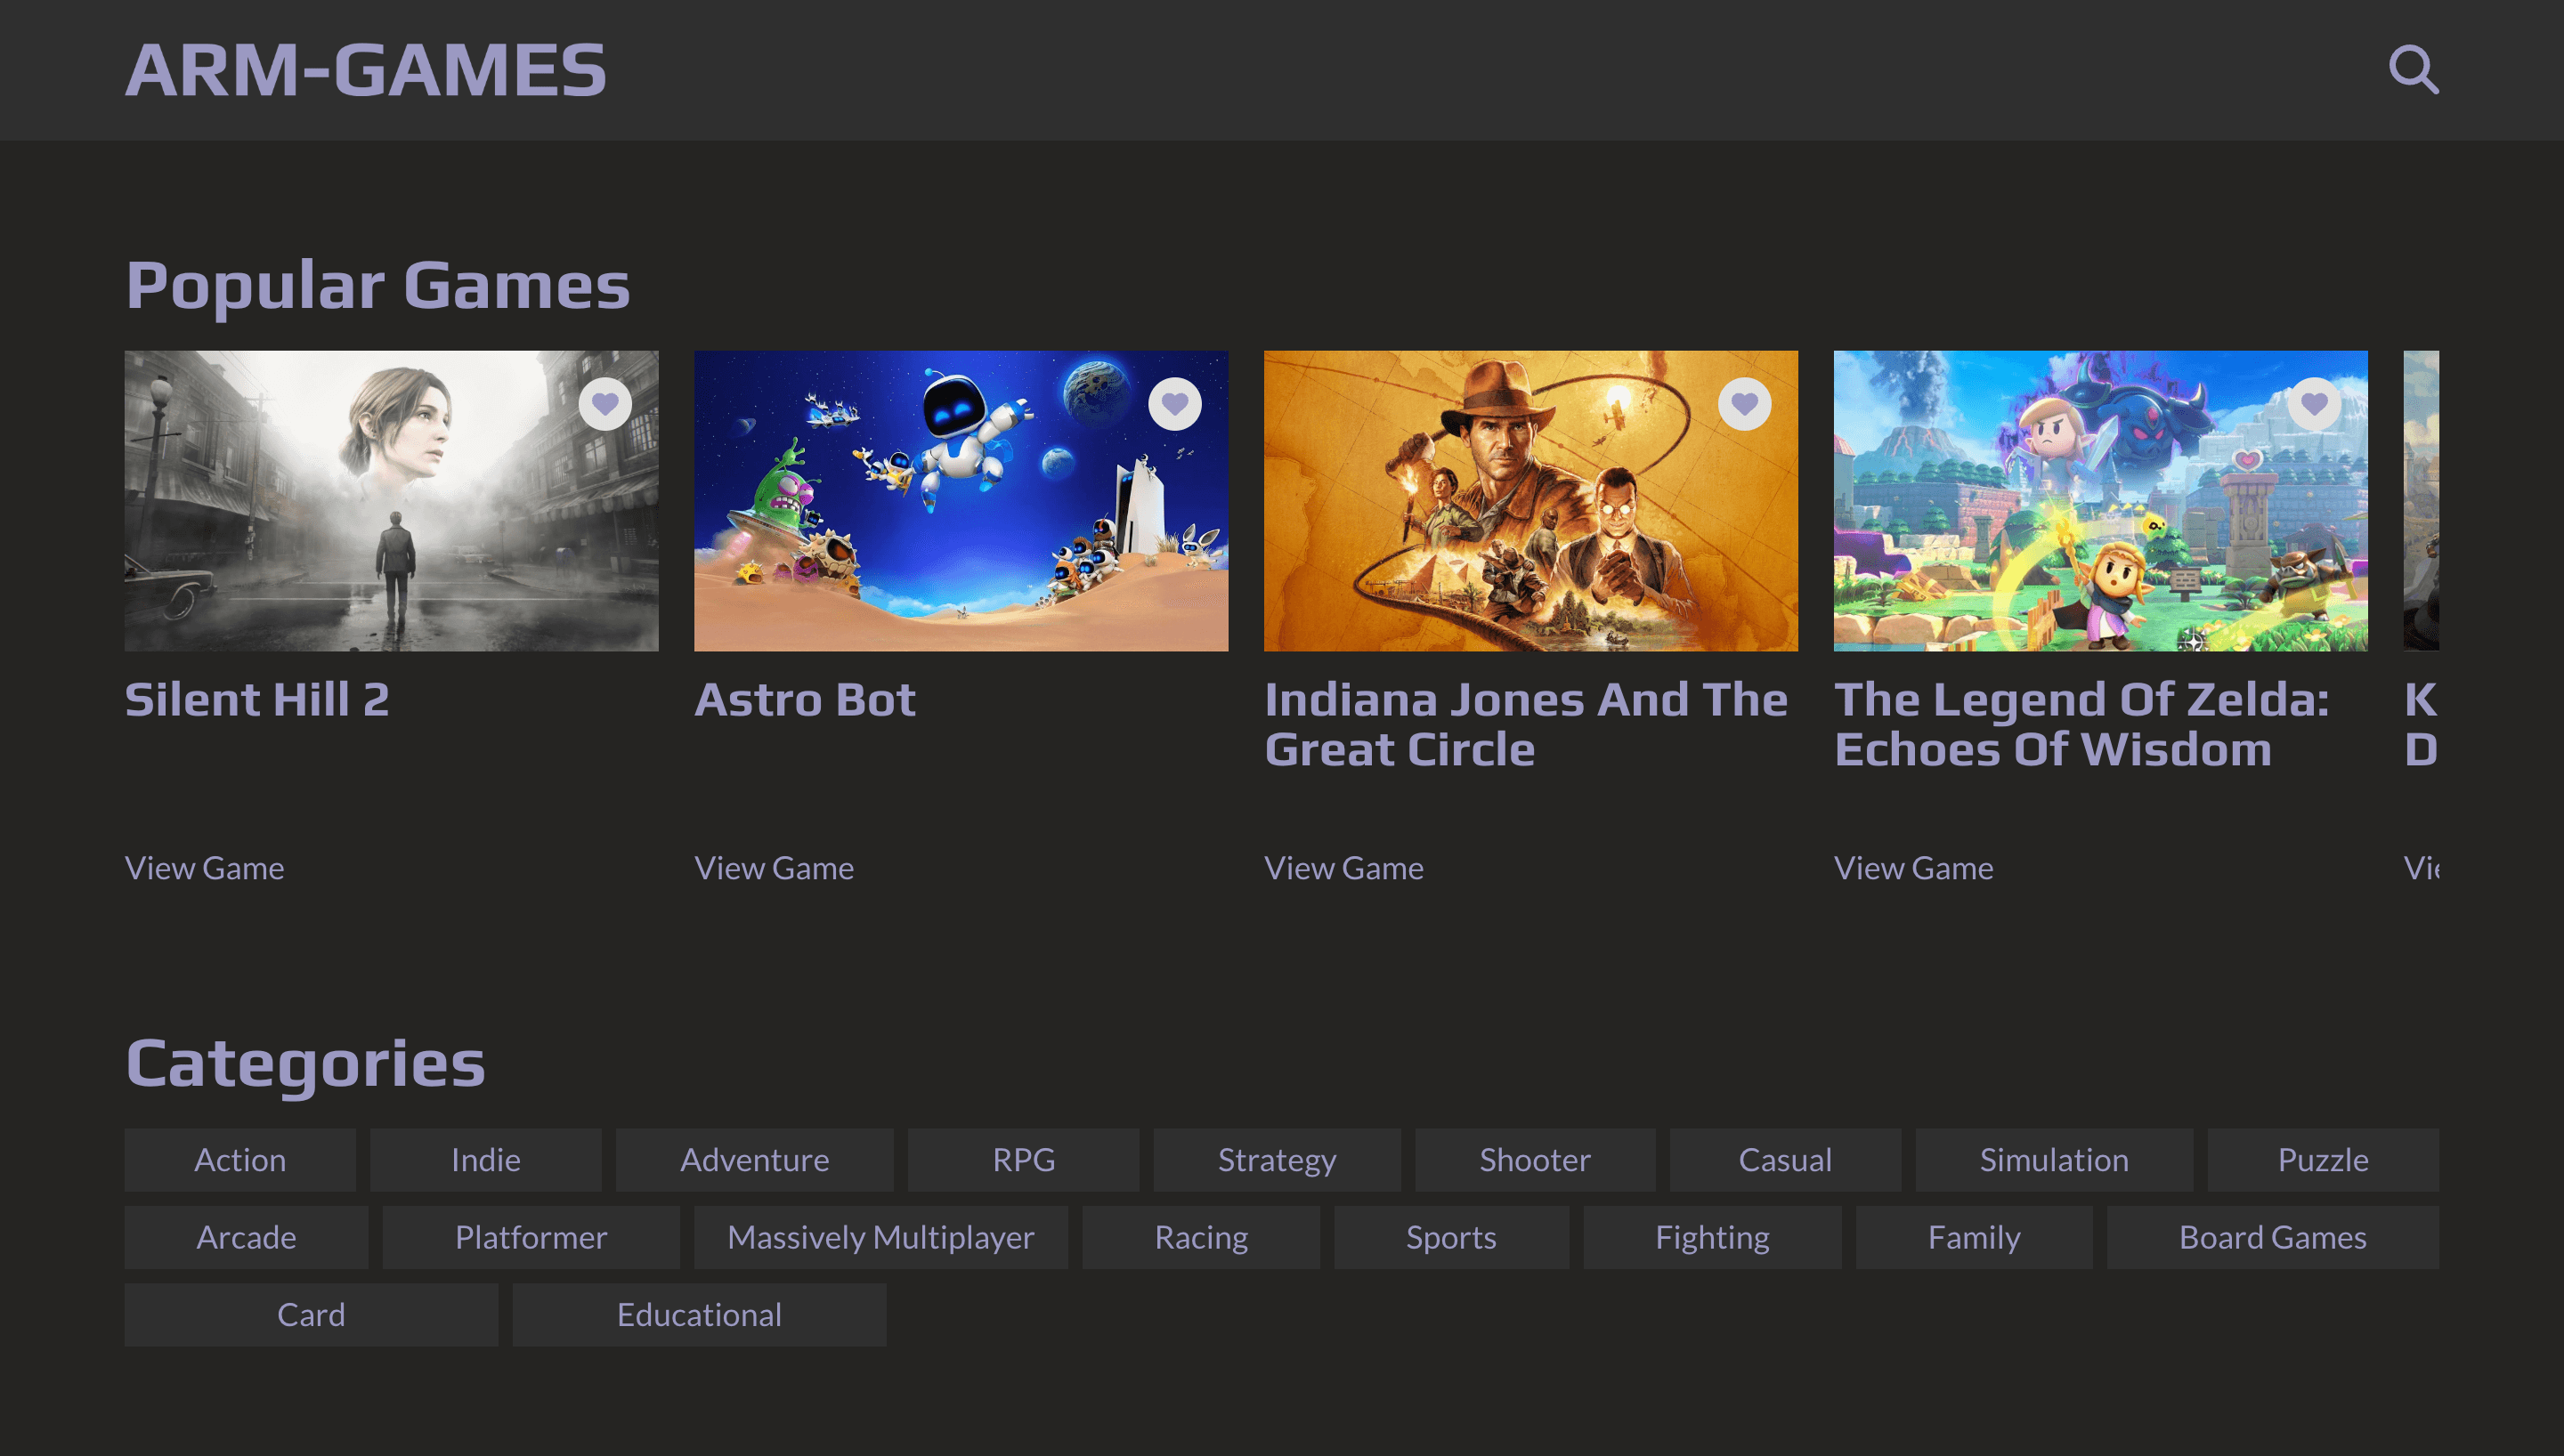 ARM-GAMES
Popular Games
Silent Hill 2
Astro Bot
Indiana Jones And The
Great Circle
The Legend Of Zelda:
Echoes Of Wisdom
K
D
View Game
View Game
View Game
View Game
Categories
Action
Indie
Adventure
RPG
Strategy
Shooter
Casual
Simulation
Puzzle
Arcade
Platformer
Massively Multiplayer
Racing
Sports
Fighting
Family
Board Games
Card
Educational